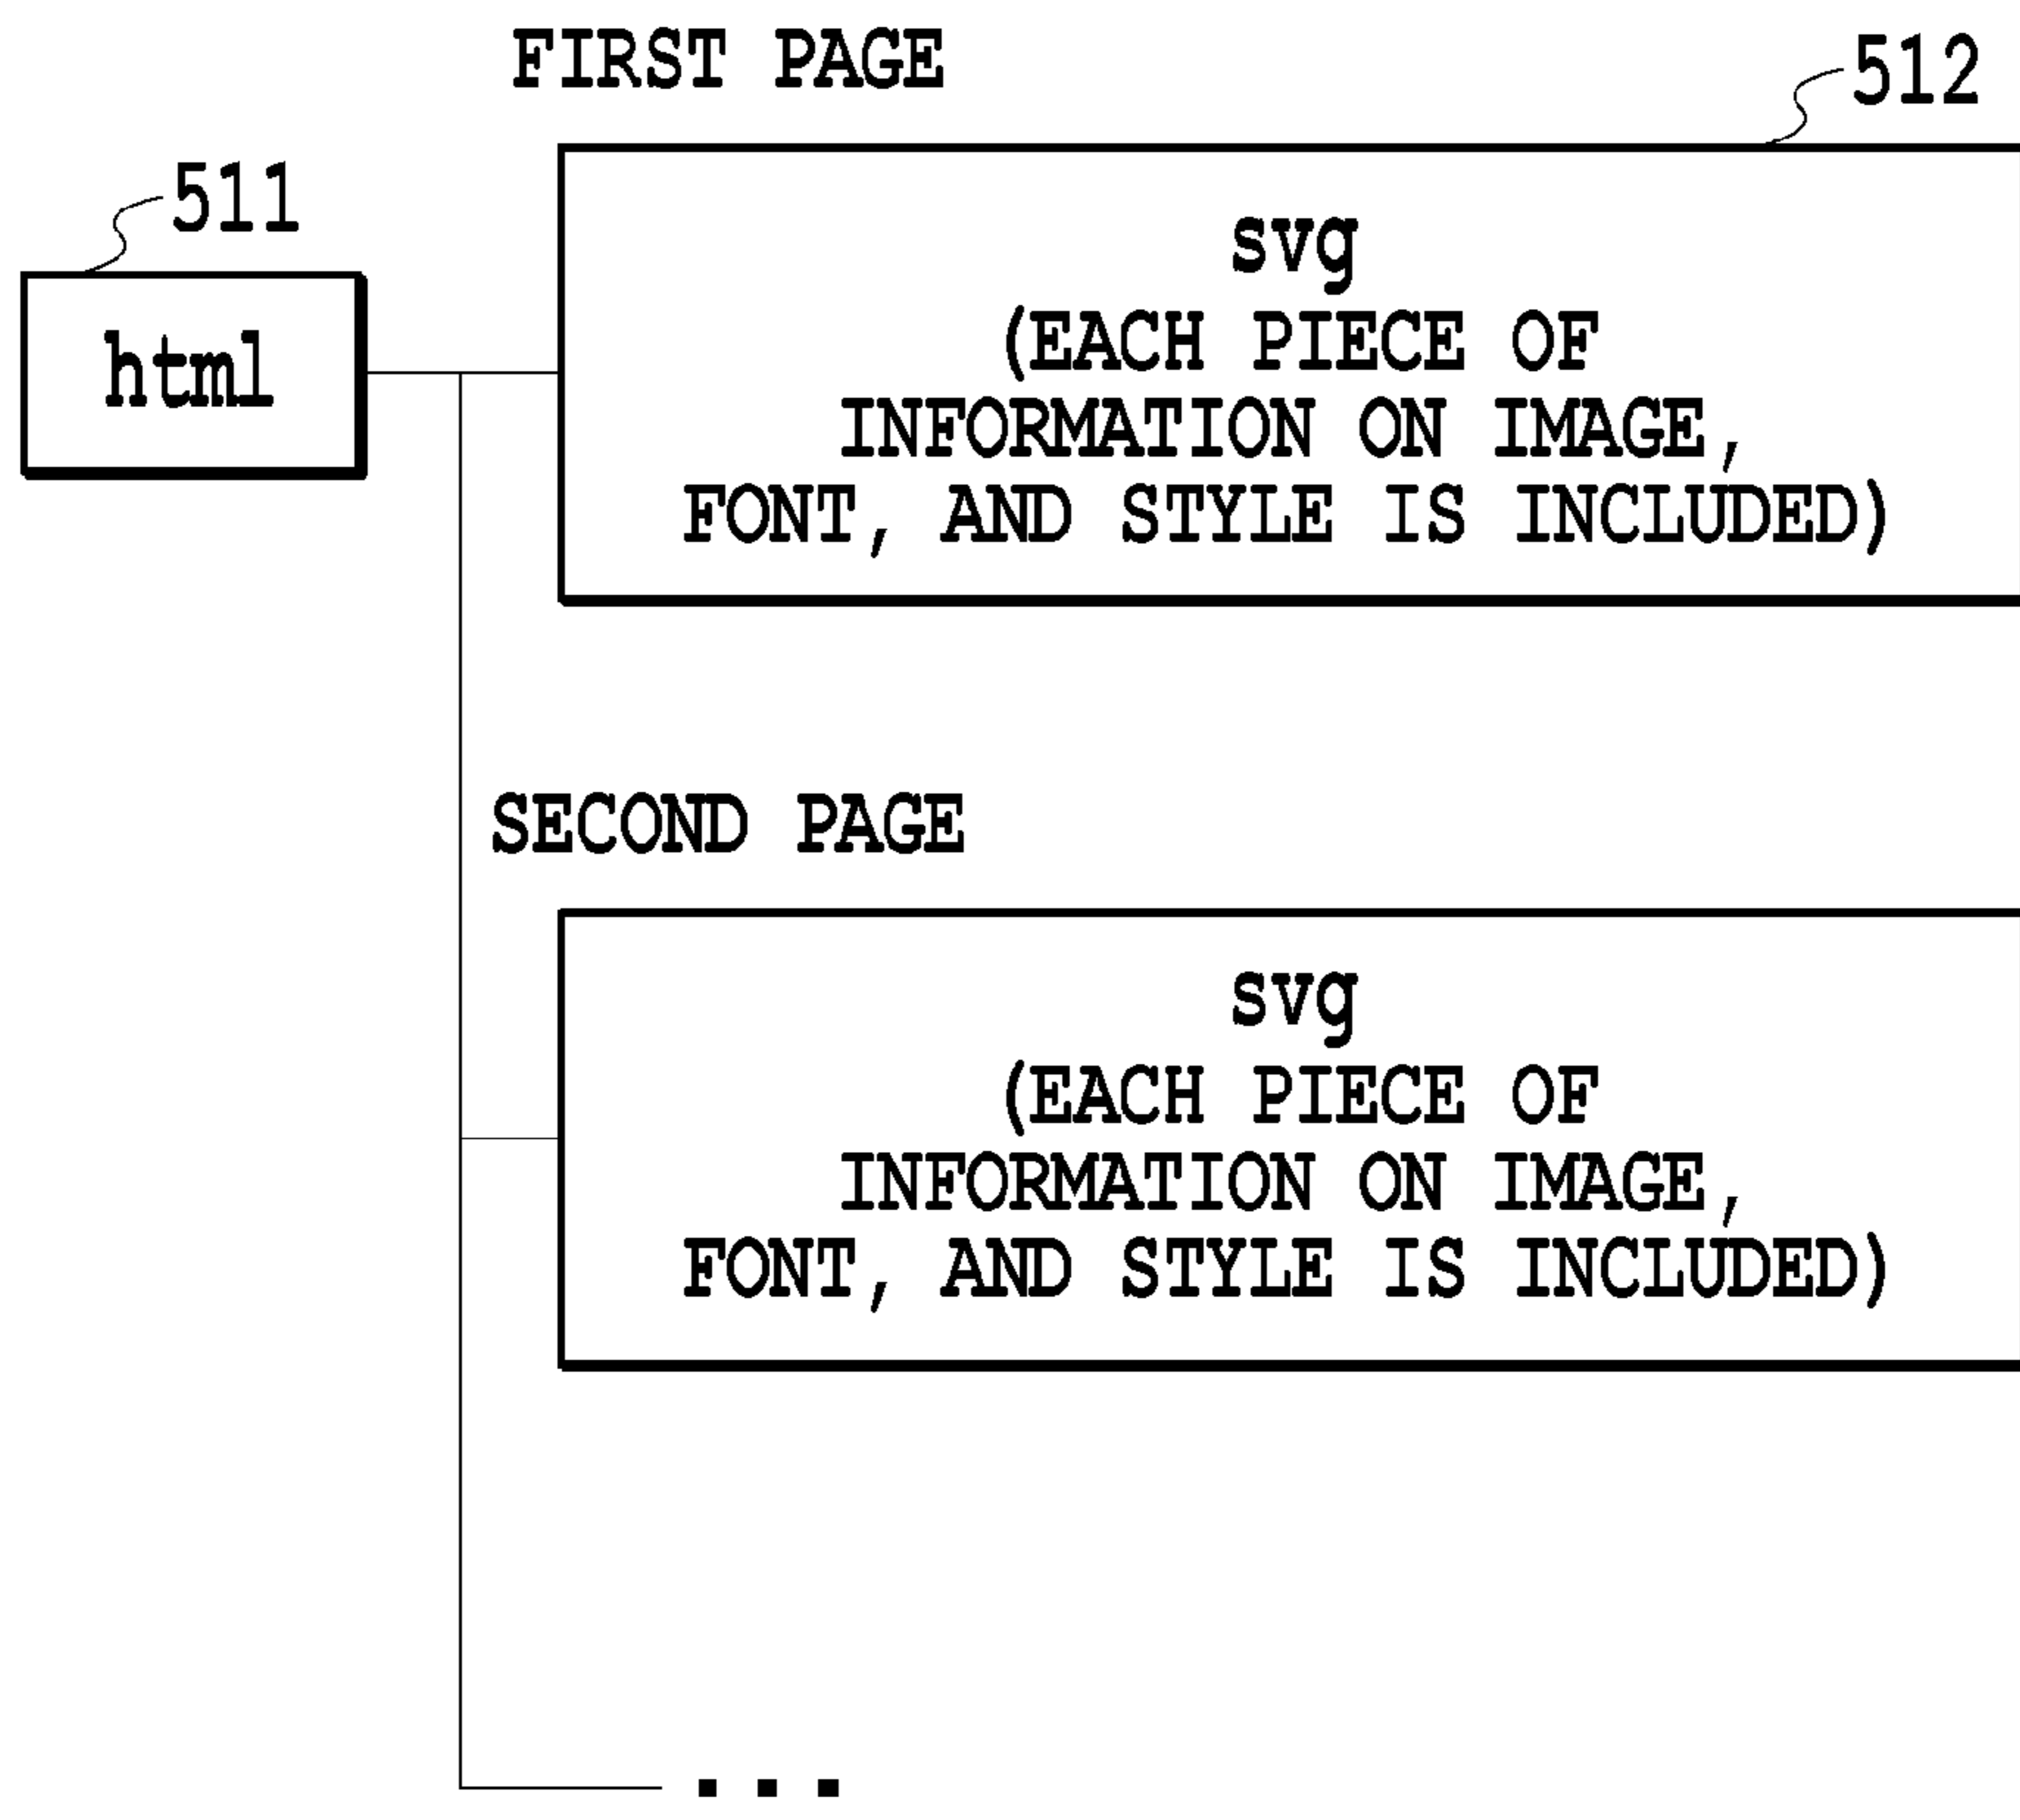 FIRST PAGE
512
511
html
svg
(EACH PIECE OF
INFORMATION ON IMAGE,
FONT, AND STYLE IS INCLUDED)
SECOND PAGE
svg
(EACH PIECE OF
INFORMATION ON IMAGE,
FONT, AND STYLE IS INCLUDED)
...